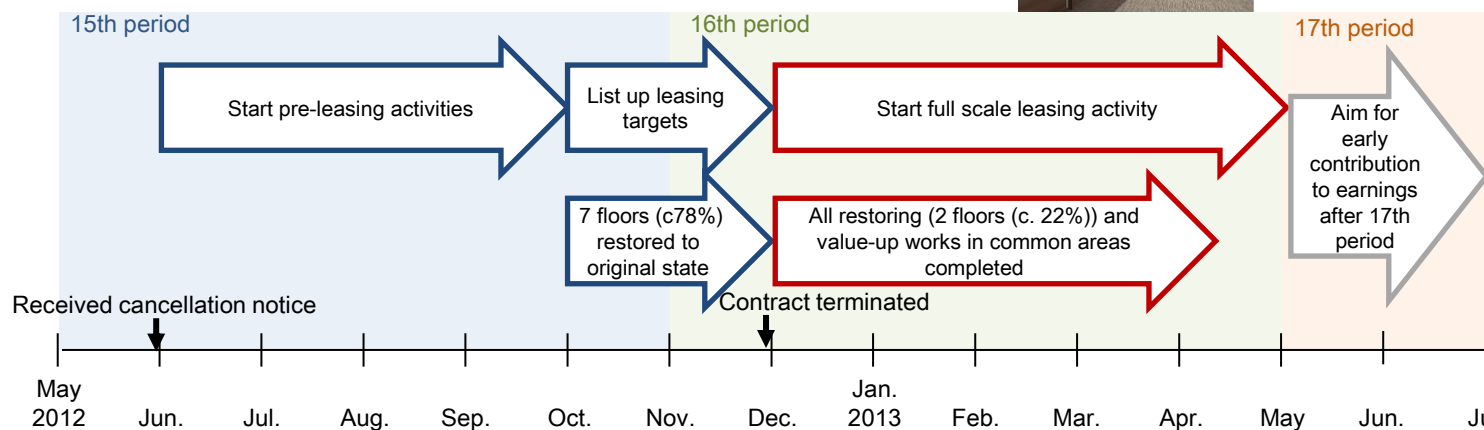 15th period
16th period
17th period
Start pre-leasing activities
List up leasing
targets
Start full scale leasing activity
Aim for
early
contribution
to earnings
after 17th
period
7 floors (c78%)
restored to
original state
All restoring (2 floors (c. 22%)) and
value-up works in common areas
completed
Received cancellation notice
Contract terminated
May
2012
Jun.
Jul.
Aug.
Sep.
Oct.
Nov.
Dec.
Jan.
2013
Feb.
Mar.
Apr.
May
Jun.